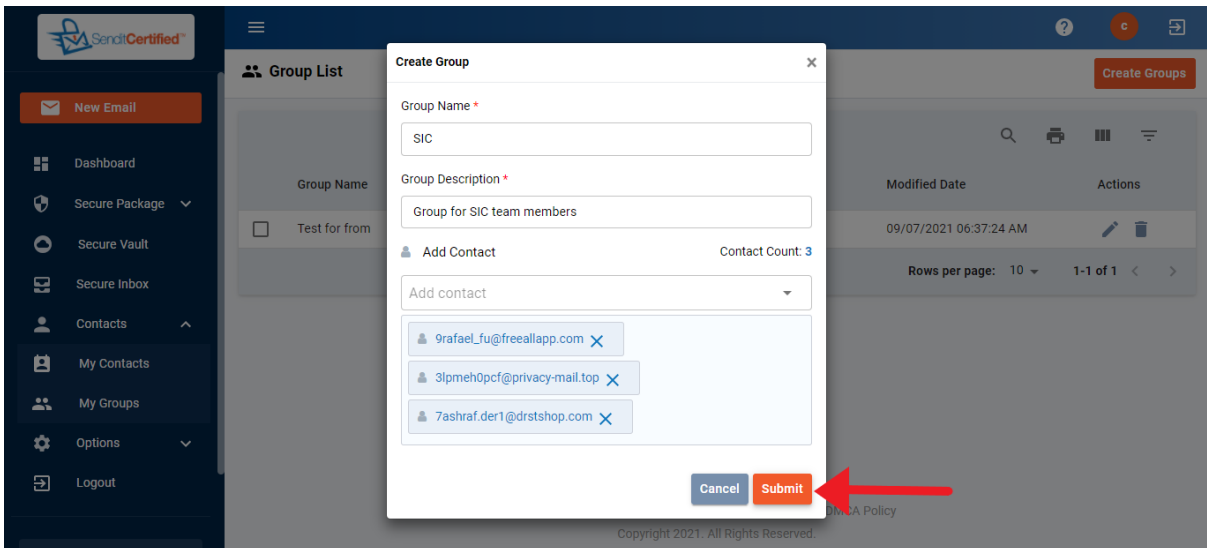 SenditCertified™
New Email
Dashboard
Secure Package
Secure Vault
Secure Inbox
Contacts
My Contacts
My Groups
Options
Logout
?
C
Group List
Create Groups
Group Name
Modified Date
Actions
Test for from
09/07/2021 06:37:24 AM
Rows per page: 10
1-1 of 1
Create Group
Group Name *
SIC
Group Description *
Group for SIC team members
Add Contact
Contact Count: 3
Add contact
9rafael_fu@freeallapp.com
3lpmeh0pcf@privacy-mail.top
7ashraf.der1@drstshop.com
Cancel
Submit
DMCA Policy
Copyright 2021. All Rights Reserved.